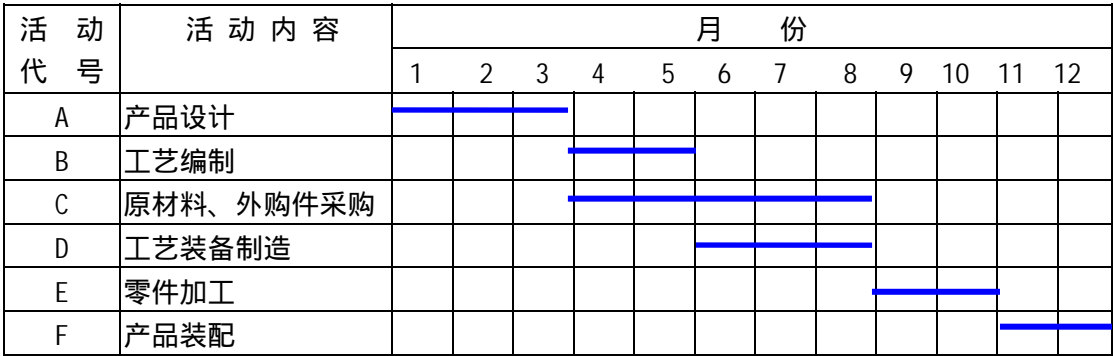 活 动 活 动 内 容 月 份
代 号 1 2 3 4 5 6 7 8 9 10 11 12
A 产品设计
B 工艺编制
C 原材料、外购件采购
D 工艺装备制造
E 零件加工
F 产品装配